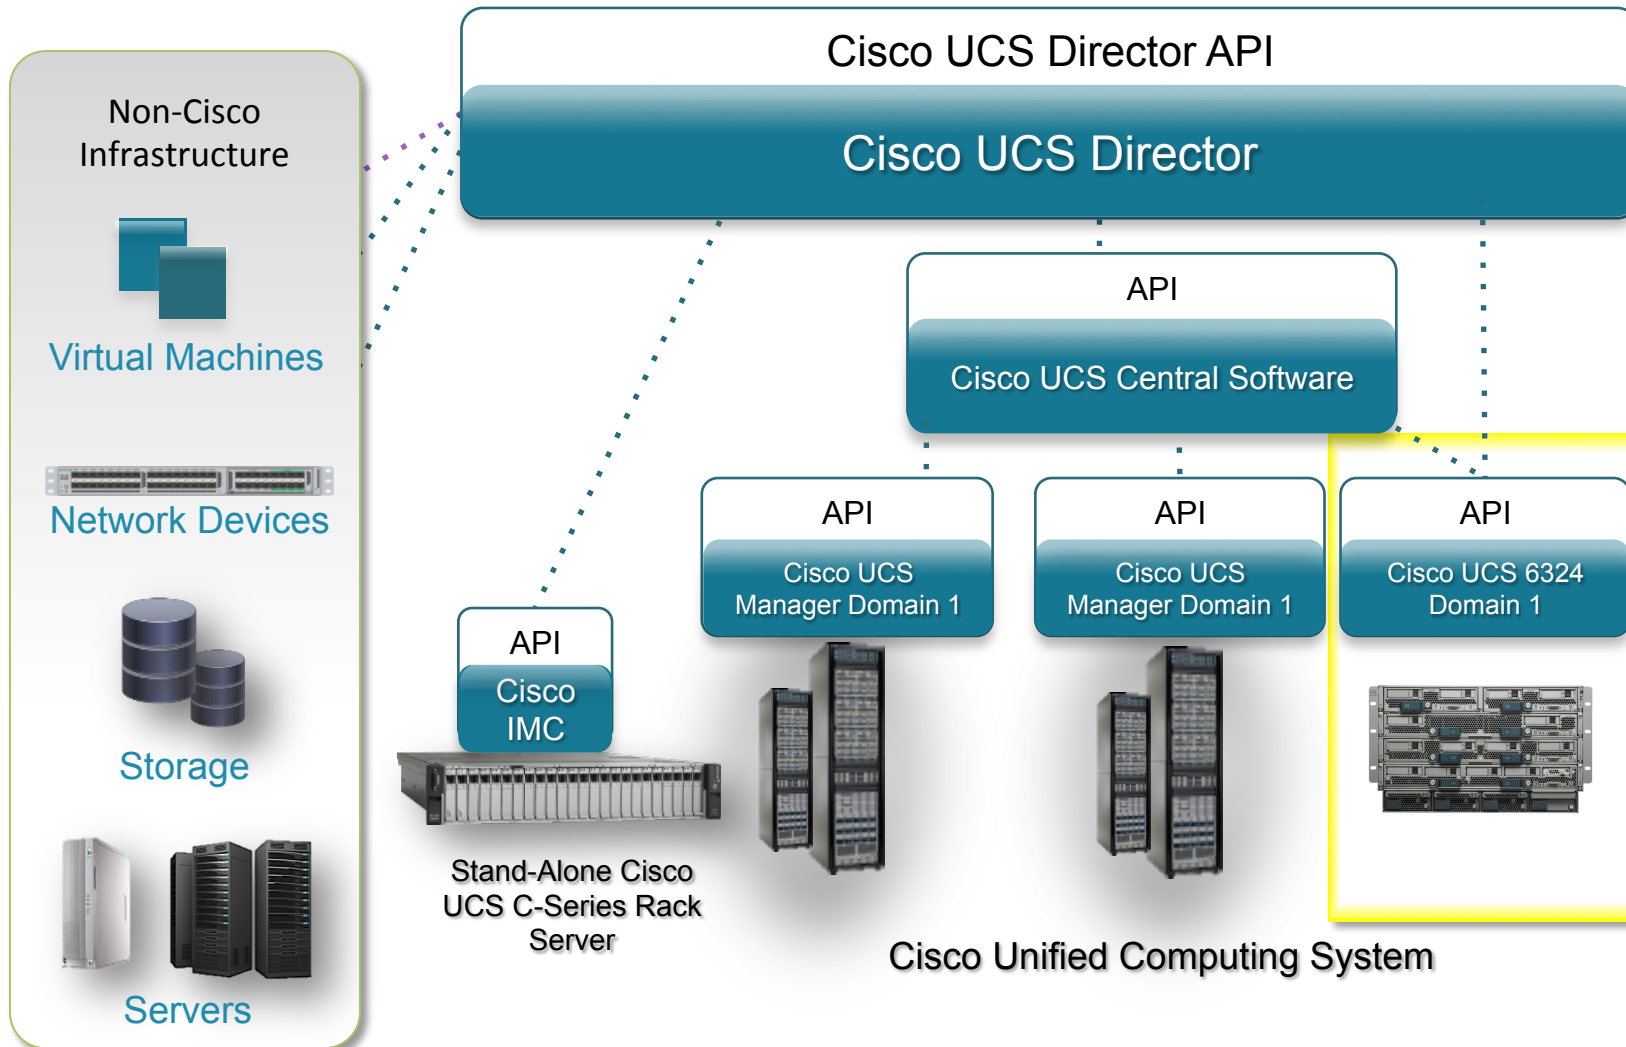 Cisco UCS Director API
Cisco UCS Director
Non-Cisco
Infrastructure
Virtual Machines
Network Devices
Storage
Servers
API
Cisco UCS Central Software
API
Cisco UCS
Manager Domain 1
API
Cisco UCS
Manager Domain 1
API
Cisco UCS 6324
Domain 1
API
Cisco
IMC
Stand-Alone Cisco
UCS C-Series Rack
Server
Cisco Unified Computing System